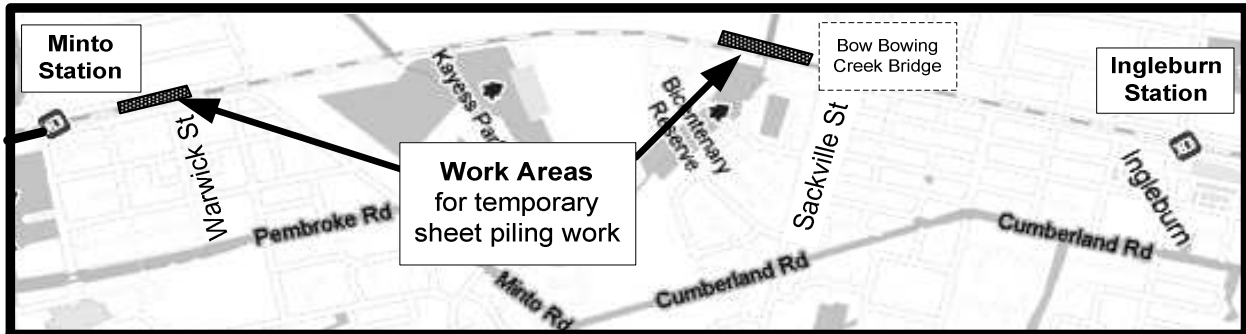 Minto
Station
Bow Bowing
Creek Bridge
Ingleburn
Station
Kayess Park
Bicentenary
Reserve
Warwick St
Work Areas
for temporary
sheet piling work
Sackville St
Ingleburn
Pembroke Rd
Minto Rd
Cumberland Rd
Cumberland Rd